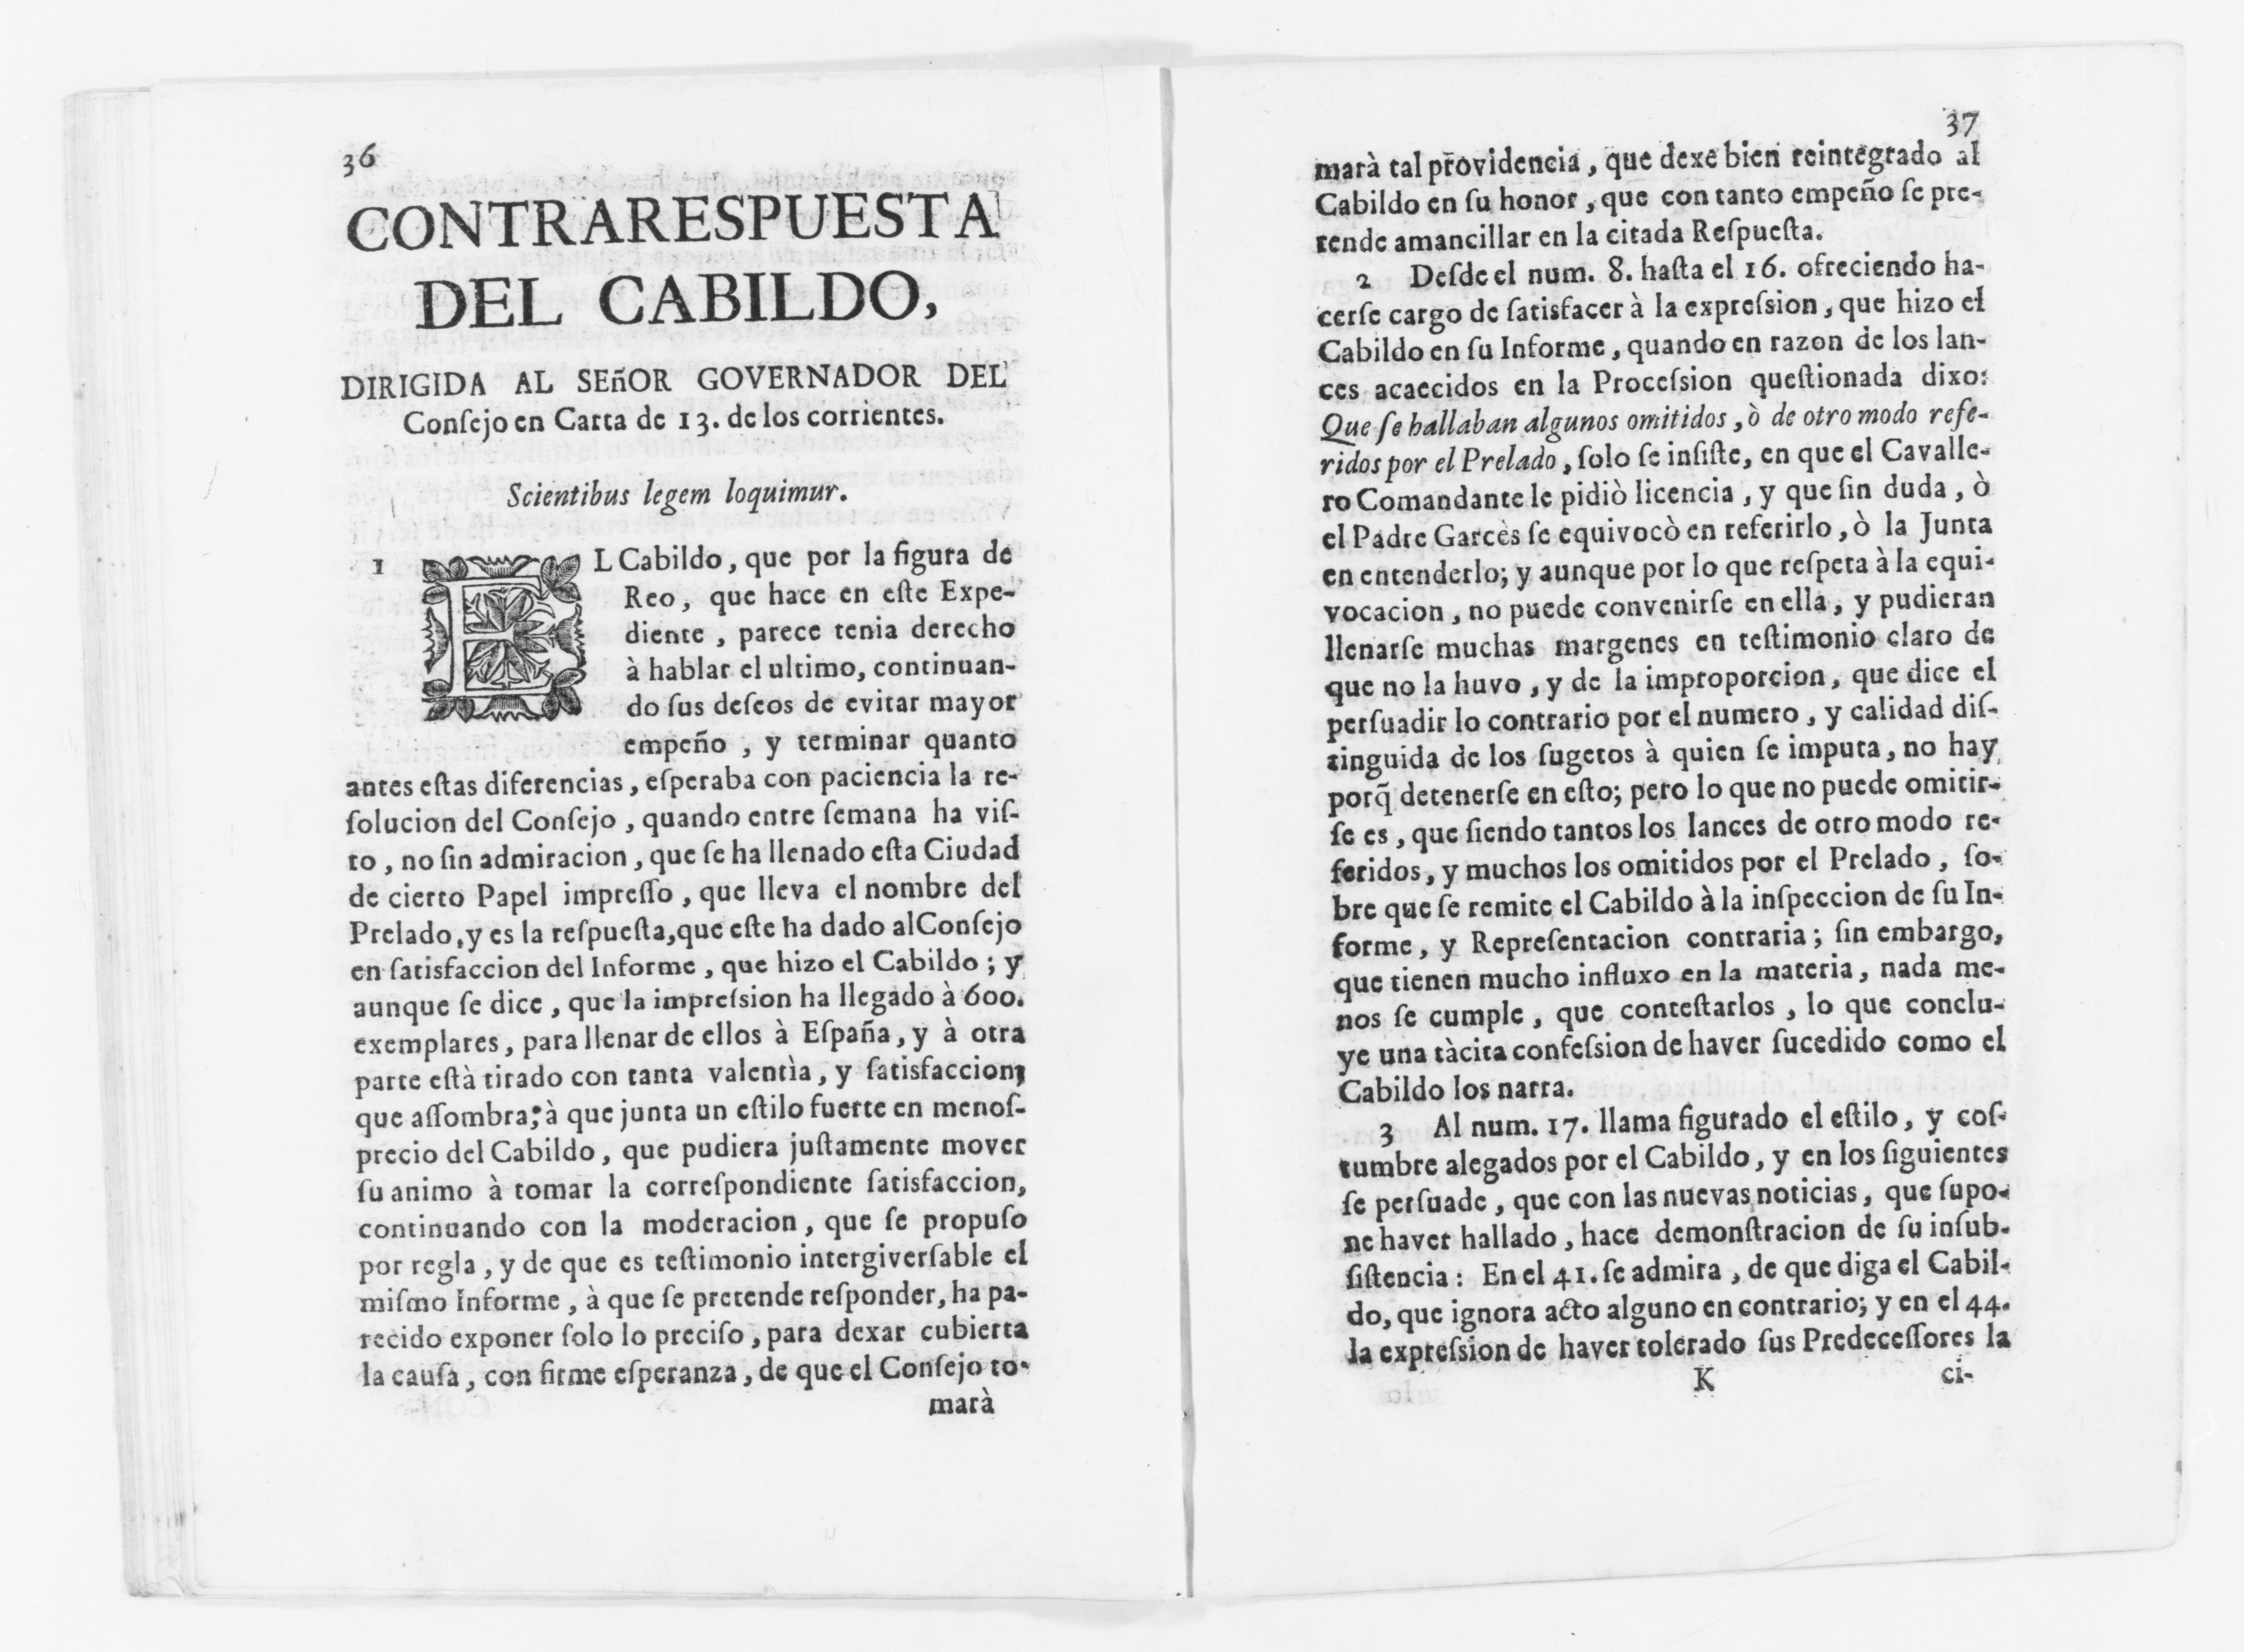 36
CONTRARESPUESTA
DEL CABILDO,
DIRIGIDA AL SEñOR GOVERNADOR DEL
Conſejo en Carta de 13. de los corrientes.
Scientibus legem loquimur.
1 EL Cabildo, que por la figura de
Reo, que hace en eſte Expe-
diente, parece tenia derecho
à hablar el ultimo, continuan-
do ſus deſeos de evitar mayor
empeño, y terminar quanto
antes eſtas diferencias, eſperaba con paciencia la re-
ſolucion del Conſejo, quando entre ſemana ha viſ-
to, no ſin admiracion, que ſe ha llenado eſta Ciudad
de cierto Papel impreſſo, que lleva el nombre del
Prelado, y es la reſpueſta, que eſte ha dado al Conſejo
en ſatisfaccion del Informe, que hizo el Cabildo; y
aunque ſe dice, que la impreſsion ha llegado à 600.
exemplares, para llenar de ellos à Eſpaña, y à otra
parte eſtà tirado con tanta valentìa, y ſatisfaccion,
que aſſombra; à que junta un eſtilo fuerte en menoſ-
precio del Cabildo, que pudiera juſtamente mover
ſu animo à tomar la correſpondiente ſatisfaccion,
continuando con la moderacion, que ſe propuſo
por regla, y de que es teſtimonio intergiverſable el
miſmo Informe, à que ſe pretende reſponder, ha pa-
recido exponer ſolo lo preciſo, para dexar cubierta
la cauſa, con firme eſperanza, de que el Conſejo to-
marà
37
marà tal providencia, que dexe bien reintegrado al
Cabildo en ſu honor, que con tanto empeño ſe pre-
tende amancillar en la citada Reſpueſta.
2 Deſde el num. 8. haſta el 16. ofreciendo ha-
cerſe cargo de ſatisfacer à la expreſsion, que hizo el
Cabildo en ſu Informe, quando en razon de los lan-
ces acaecidos en la Proceſsion queſtionada dixo:
Que ſe hallaban algunos omitidos, ò de otro modo refe-
ridos por el Prelado, ſolo ſe inſiſte, en que el Cavalle-
ro Comandante le pidiò licencia, y que ſin duda, ò
el Padre Garcès ſe equivocò en referirlo, ò la Junta
en entenderlo; y aunque por lo que reſpeta à la equi-
vocacion, no puede convenirſe en ella, y pudieran
llenarſe muchas margenes en teſtimonio claro de
que no la huvo, y de la improporcion, que dice el
perſuadir lo contrario por el numero, y calidad diſ-
tinguida de los ſugetos à quien ſe imputa, no hay
porq̃ detenerſe en eſto; pero lo que no puede omitir-
ſe es, que ſiendo tantos los lances de otro modo re-
feridos, y muchos los omitidos por el Prelado, ſo-
bre que ſe remite el Cabildo à la inſpeccion de ſu In-
forme, y Repreſentacion contraria; ſin embargo,
que tienen mucho influxo en la materia, nada me-
nos ſe cumple, que conteſtarlos, lo que conclu-
ye una tàcita confeſsion de haver ſucedido como el
Cabildo los narra.
3 Al num. 17. llama figurado el eſtilo, y coſ-
tumbre alegados por el Cabildo, y en los ſiguientes
ſe perſuade, que con las nuevas noticias, que ſupo-
ne haver hallado, hace demonſtracion de ſu inſub-
ſiſtencia: En el 41. ſe admira, de que diga el Cabil-
do, que ignora acto alguno en contrario; y en el 44.
la expreſsion de haver tolerado ſus Predeceſſores la
K ci-